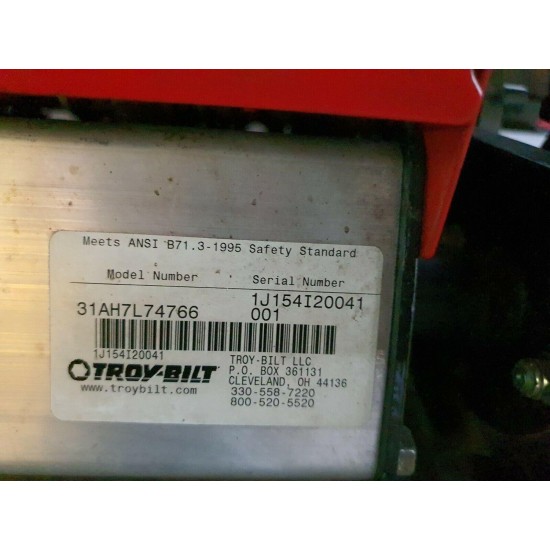 Meets ANSI B71.3-1995 Safety Standard
Model Number Serial Number
31AH7L74766 1J154I20041
001
1J154I20041
TROY-BILT
www.troybilt.com
TROY-BILT LLC
P.O. BOX 361131
CLEVELAND, OH 44136
330-558-7220
800-520-5520